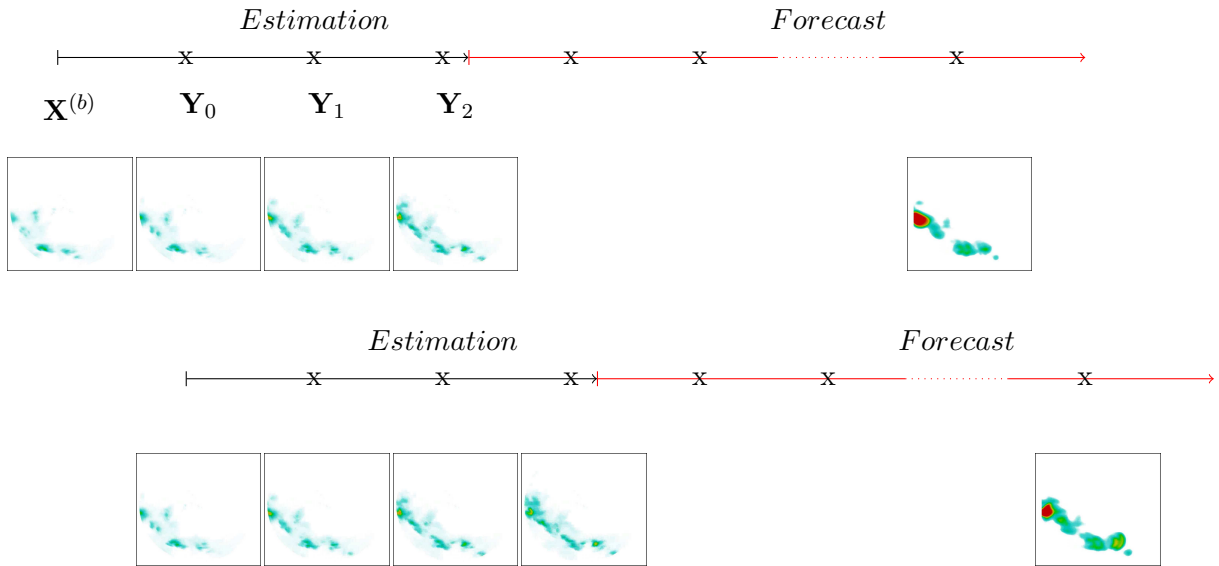 Estimation Forecast
x x x x x x
X^{(b)} Y_0 Y_1 Y_2
Estimation Forecast
x x x x x x